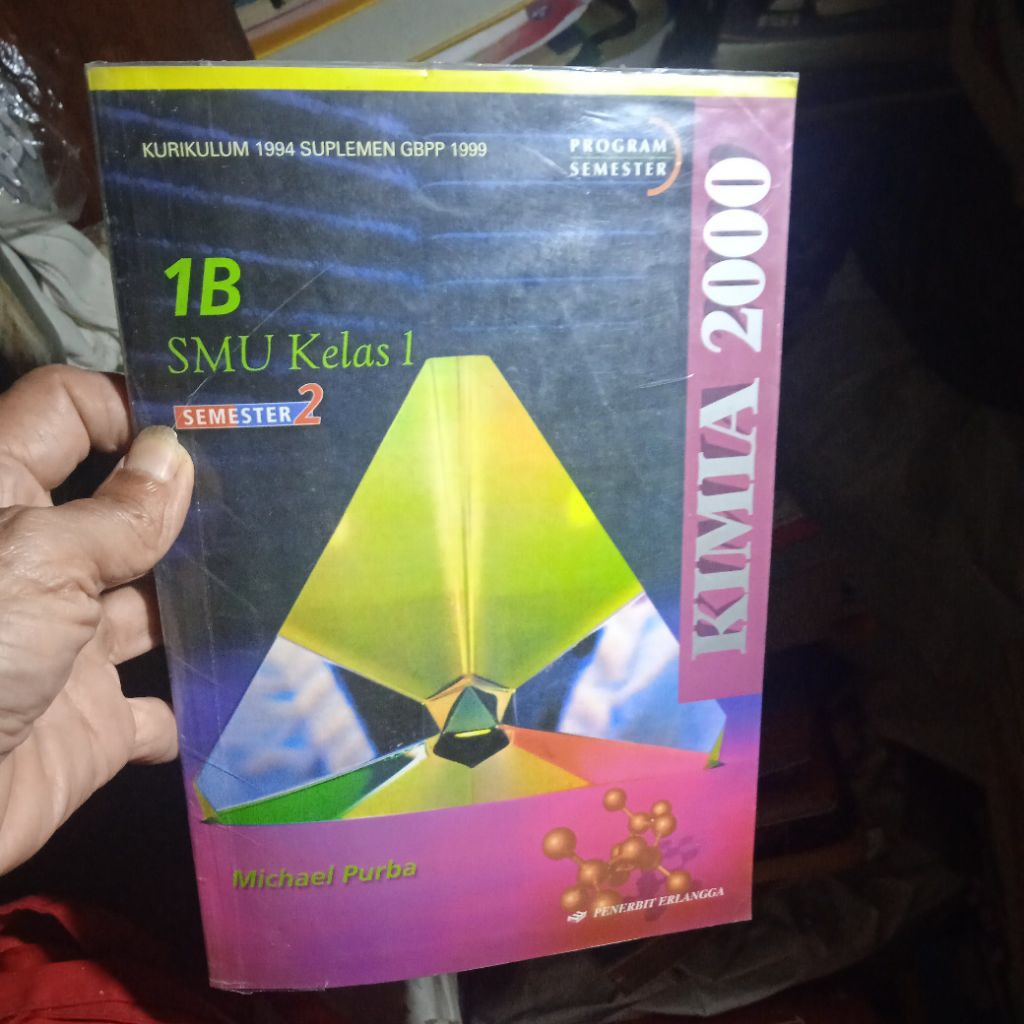 KURIKULUM 1994 SUPLEMEN GBPP 1999
PROGRAM
SEMESTER
1B
SMU Kelas 1
SEMESTER 2
KIMIA 2000
Michael Purba
PENERBIT ERLANGGA